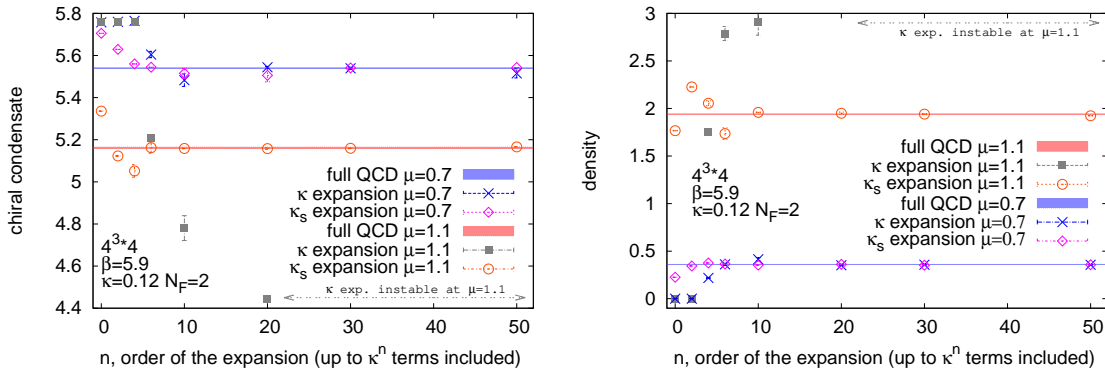 5.8
5.6
5.4
5.2
5
4.8
4.6
4.4
chiral condensate
full QCD μ=0.7
κ expansion μ=0.7
κs expansion μ=0.7
full QCD μ=1.1
κ expansion μ=1.1
κs expansion μ=1.1
4³*4
β=5.9
κ=0.12 N_F=2
κ exp. instable at μ=1.1
0 10 20 30 40 50
n, order of the expansion (up to κⁿ terms included)
3
2.5
2
1.5
1
0.5
0
density
κ exp. instable at μ=1.1
full QCD μ=1.1
κ expansion μ=1.1
κs expansion μ=1.1
full QCD μ=0.7
κ expansion μ=0.7
κs expansion μ=0.7
4³*4
β=5.9
κ=0.12 N_F=2
0 10 20 30 40 50
n, order of the expansion (up to κⁿ terms included)